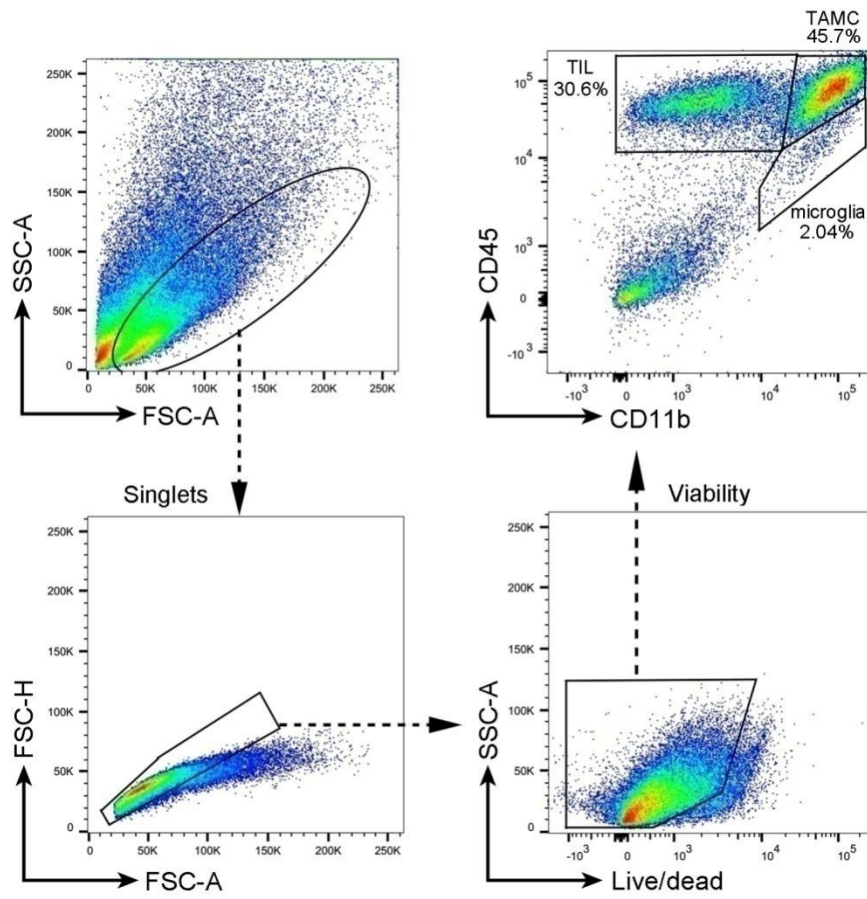 250K
200K
150K
100K
50K
0
SSC-A
0
50K
100K
150K
200K
250K
FSC-A
TAMC
45.7%
TIL
30.6%
microglia
2.04%
10^5
10^4
10^3
0
-10^3
CD45
-10^3
0
10^3
10^4
10^5
CD11b
Singlets
250K
200K
150K
100K
50K
0
FSC-H
0
50K
100K
150K
200K
250K
FSC-A
Viability
250K
200K
150K
100K
50K
0
SSC-A
-10^3
0
10^3
10^4
10^5
Live/dead